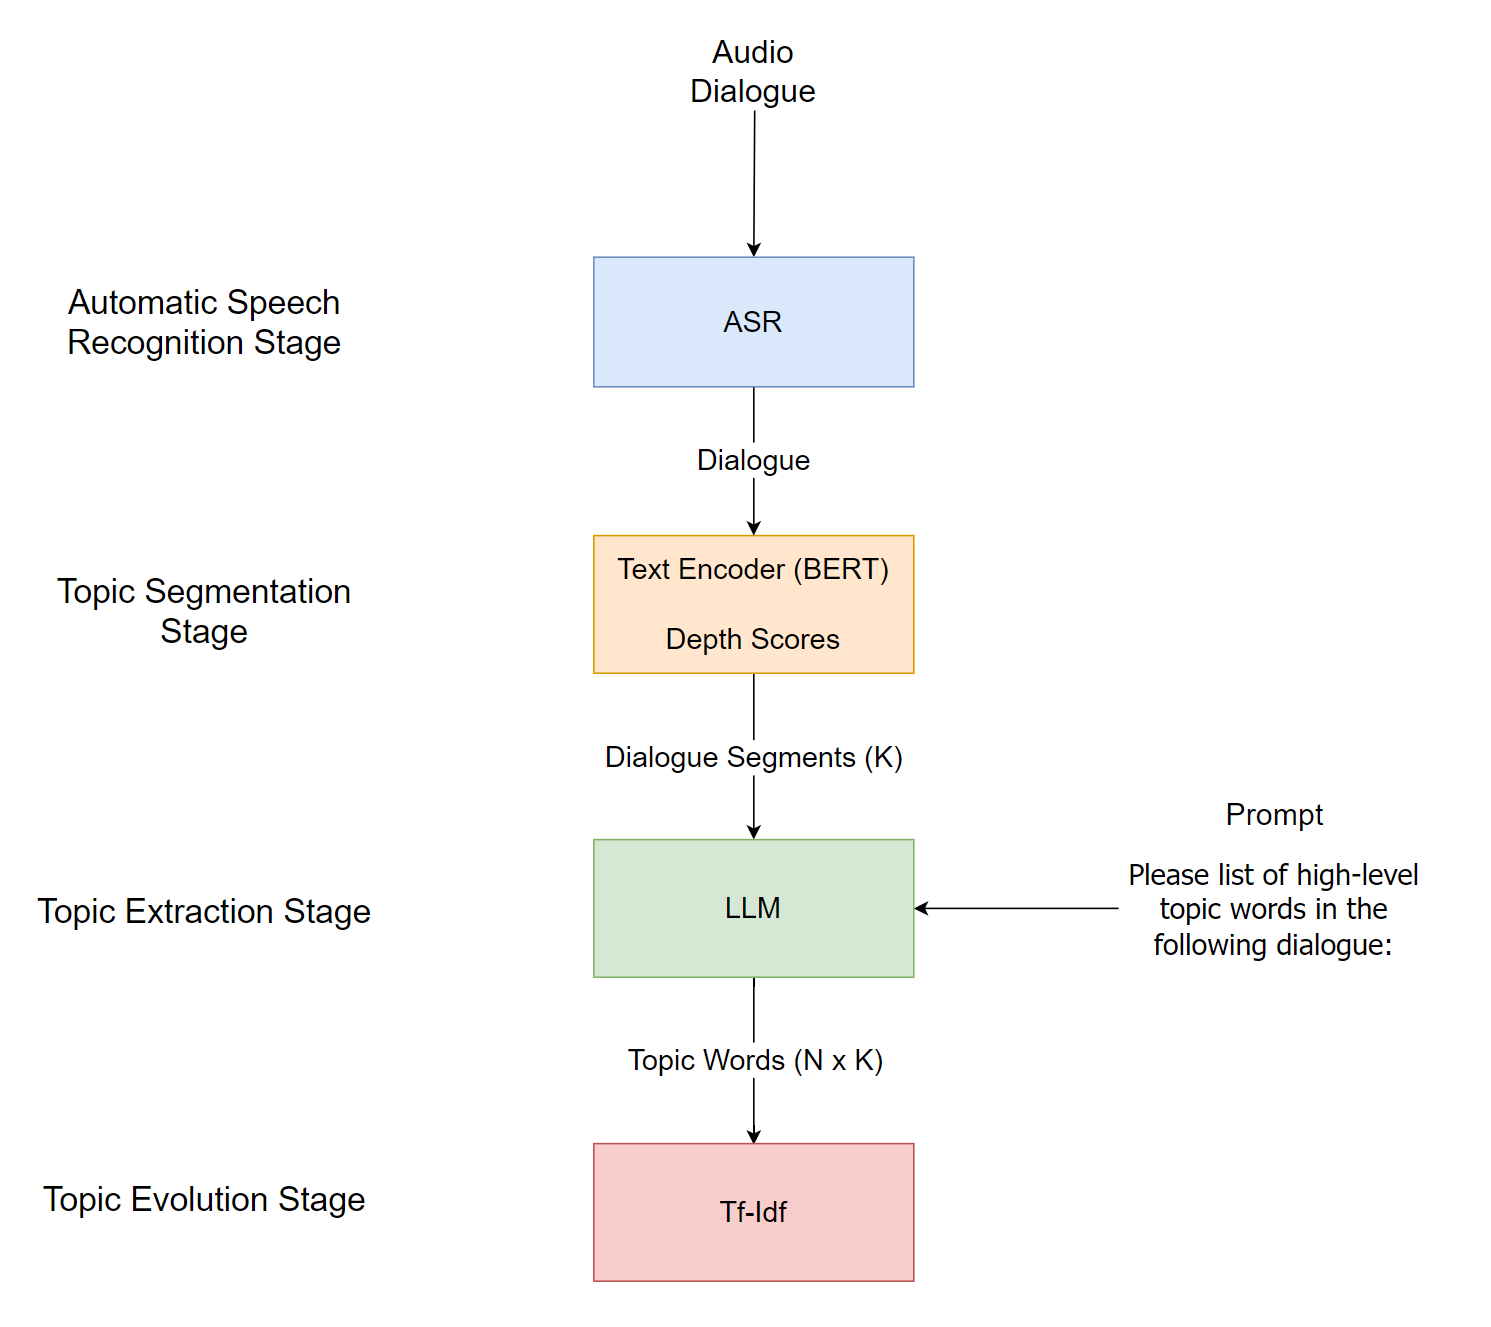 Audio
Dialogue
Automatic Speech
Recognition Stage
ASR
Dialogue
Topic Segmentation
Stage
Text Encoder (BERT)
Depth Scores
Dialogue Segments (K)
Topic Extraction Stage
LLM
Prompt
Please list of high-level
topic words in the
following dialogue:
Topic Words (N x K)
Topic Evolution Stage
Tf-Idf